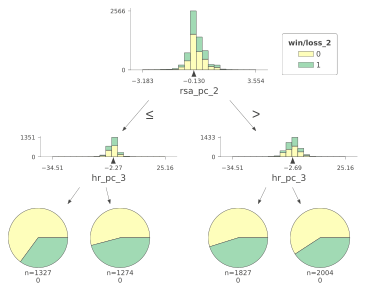 2566
win/loss_2
0
1
0
−3.183 −0.130 3.554
rsa_pc_2
≤ >
1351 1433
0 0
−34.51 −2.27 25.16 −34.51 −2.69 25.16
hr_pc_3 hr_pc_3
n=1327 n=1274 n=1827 n=2004
0 0 0 0